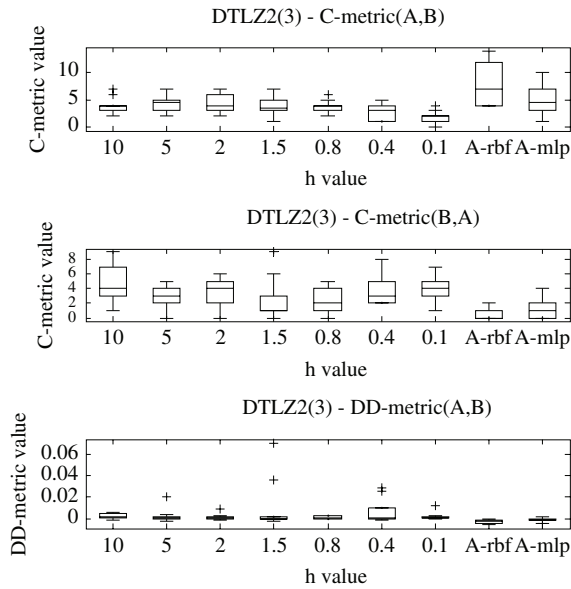 DTLZ2(3) - C-metric(A,B)
C-metric value
10
5
0
10 5 2 1.5 0.8 0.4 0.1 A-rbf A-mlp
h value
DTLZ2(3) - C-metric(B,A)
C-metric value
8
6
4
2
0
10 5 2 1.5 0.8 0.4 0.1 A-rbf A-mlp
h value
DTLZ2(3) - DD-metric(A,B)
DD-metric value
0.06
0.04
0.02
0
10 5 2 1.5 0.8 0.4 0.1 A-rbf A-mlp
h value